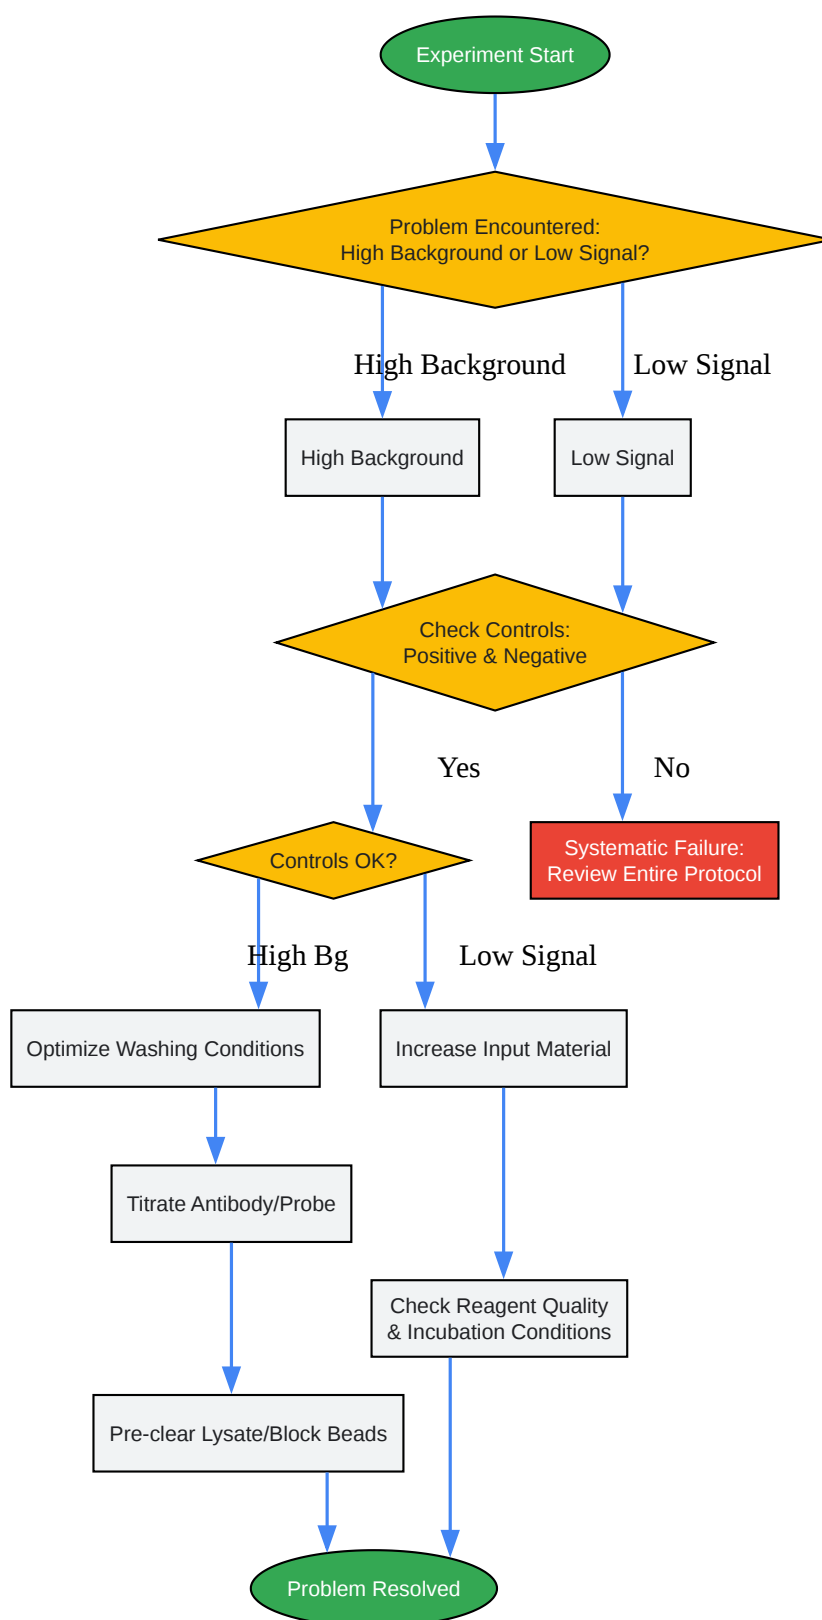 Experiment Start
Problem Encountered:
High Background or Low Signal?
High Background
Low Signal
High Background
Low Signal
Check Controls:
Positive & Negative
Yes
No
Controls OK?
Systematic Failure:
Review Entire Protocol
High Bg
Low Signal
Optimize Washing Conditions
Increase Input Material
Titrate Antibody/Probe
Check Reagent Quality
& Incubation Conditions
Pre-clear Lysate/Block Beads
Problem Resolved